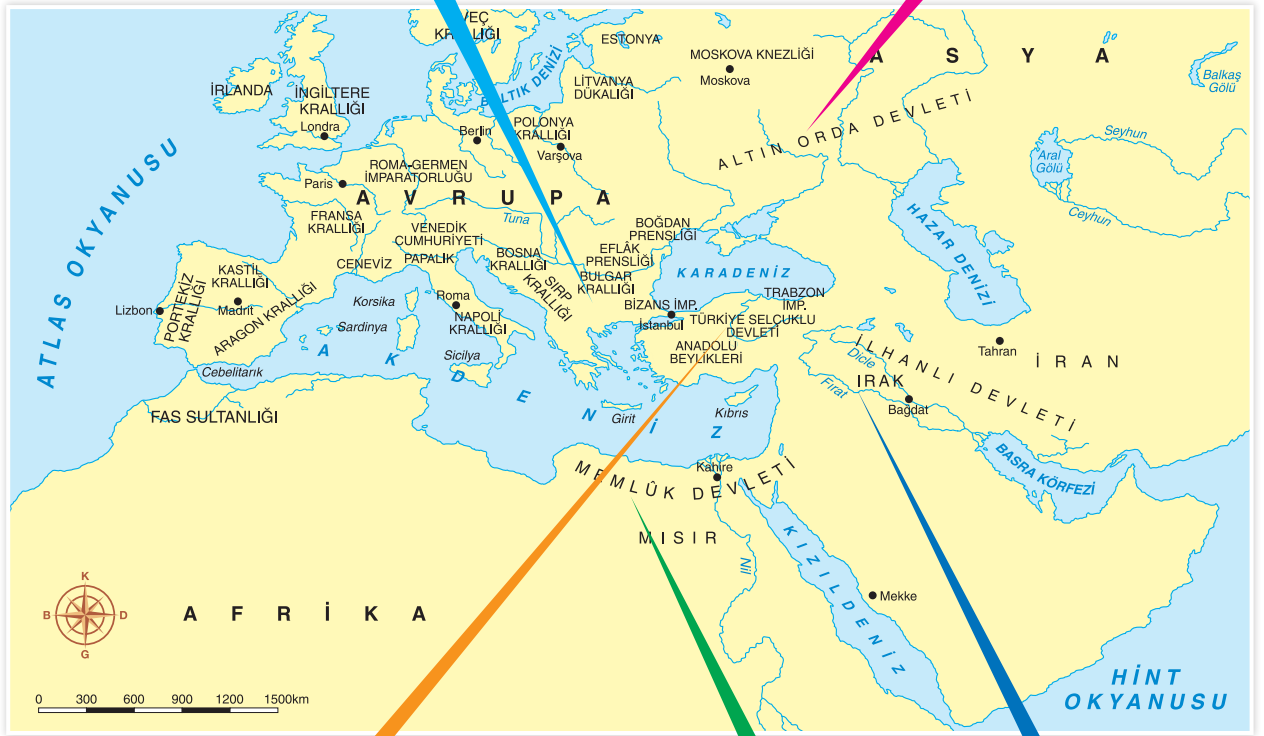 VEÇ
KRALLIĞI
ESTONYA
MOSKOVA KNEZLİĞİ
Moskova
A S Y A
Balkaş
Gölü
İRLANDA
İNGİLTERE
KRALLIĞI
Londra
BALTIK DENİZİ
LİTVANYA
DÜKALIĞI
ALTIN ORDA DEVLETİ
Seyhun
Aral
Gölü
Ceyhun
Berlin
POLONYA
KRALLIĞI
Varşova
ATLAS OKYANUSU
ROMA-GERMEN
İMPARATORLUĞU
Paris
A V R U P A
FRANSA
KRALLIĞI
Tuna
VENEDİK
CUMHURİYETİ
BOĞDAN
PRENSLİĞİ
HAZAR DENİZİ
CENEVİZ
PAPALIK
BOSNA
KRALLIĞI
EFLÂK
PRENSLİĞİ
KASTİL
KRALLIĞI
SIRP
KRALLIĞI
BULGAR
KRALLIĞI
KARADENİZ
Lizbon
PORTEKİZ
KRALLIĞI
Madrit
ARAGON KRALLIĞI
Korsika
Roma
Sardinya
NAPOLİ
KRALLIĞI
BİZANS İMP.
İstanbul
TRABZON
İMP.
TÜRKİYE SELÇUKLU
DEVLETİ
ANADOLU
BEYLİKLERİ
Tahran
İRAN
İLHANLI DEVLETİ
Dicle
Cebelitarık
Sicilya
AKDENİZ
IRAK
Fırat
Bağdat
FAS SULTANLIĞI
Girit
Kıbrıs
BASRA KÖRFEZİ
MEMLÛK DEVLETİ
Kahire
MISIR
Nil
KIZILDENİZ
Mekke
K
B D
G
A F R İ K A
HİNT
OKYANUSU
0 300 600 900 1200 1500km